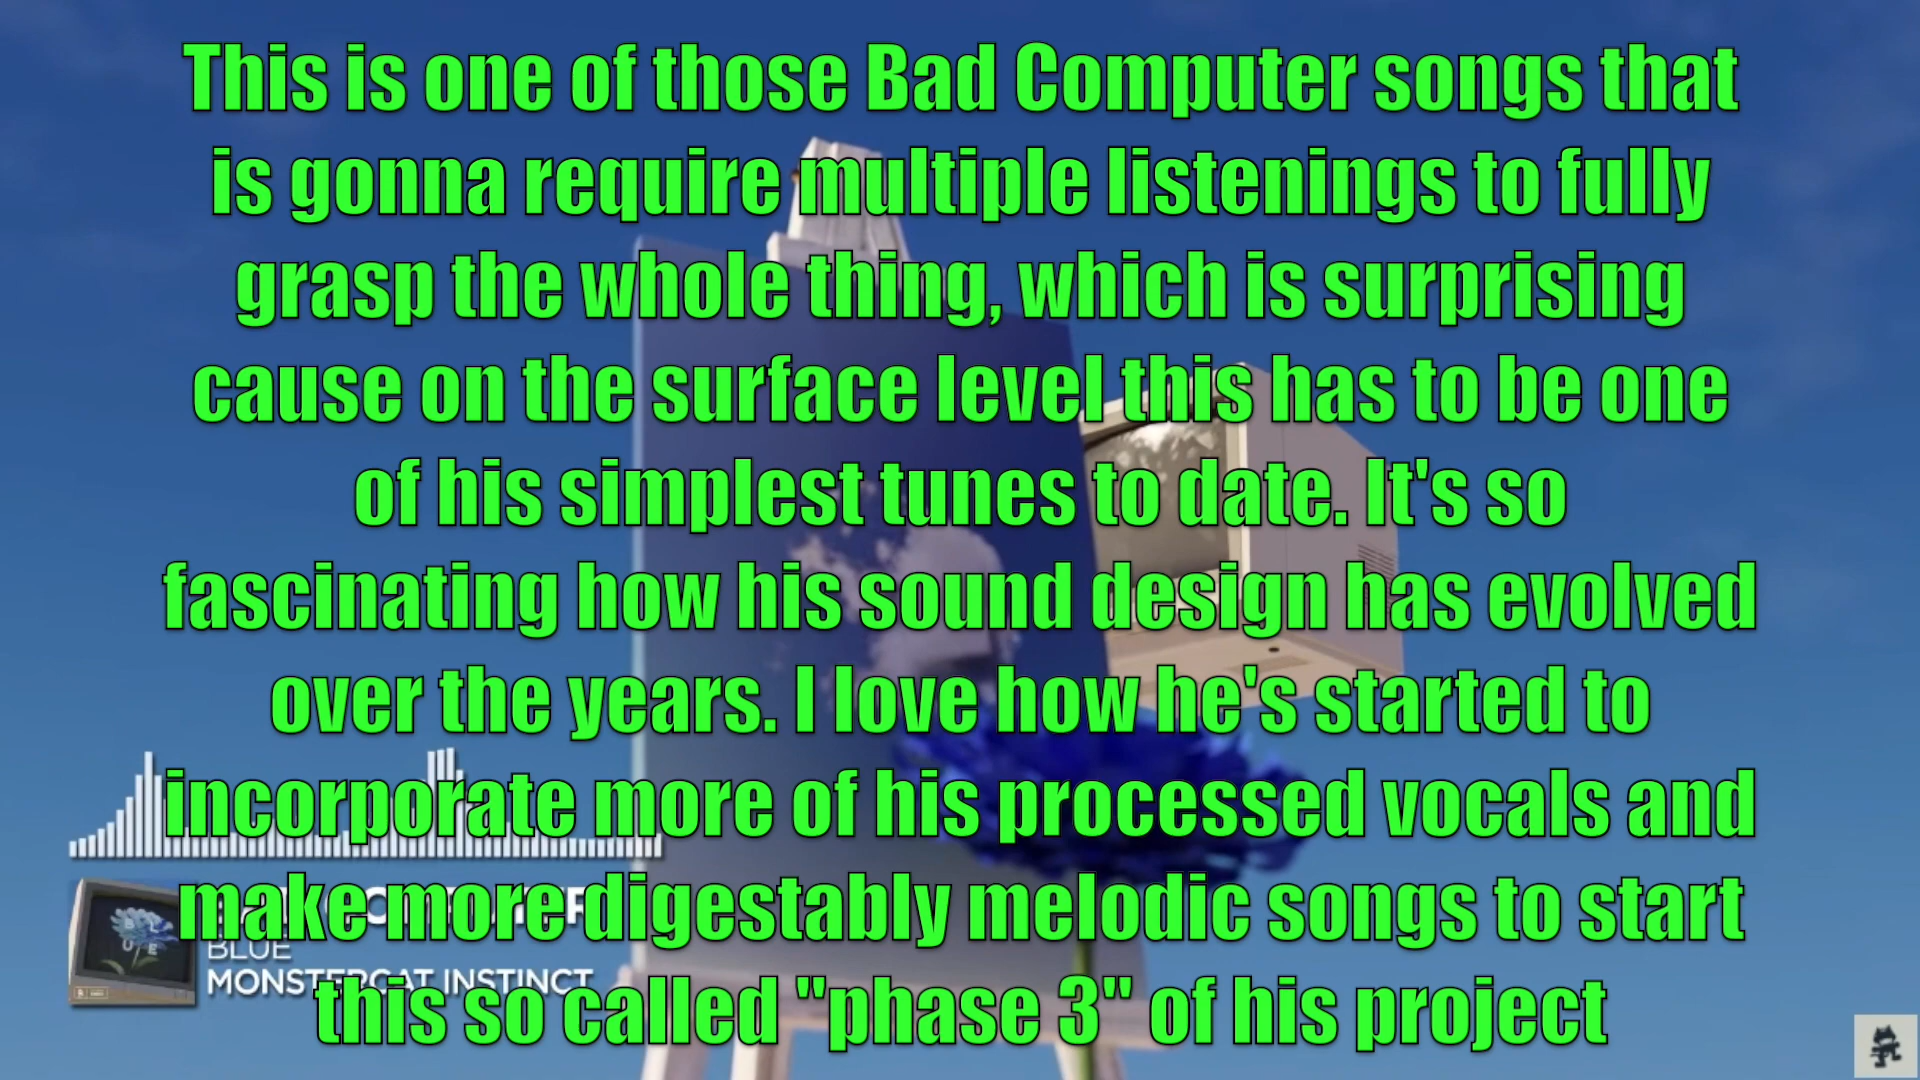 This is one of those Bad Computer songs that
is gonna require multiple listenings to fully
grasp the whole thing, which is surprising
cause on the surface level this has to be one
of his simplest tunes to date. It's so
fascinating how his sound design has evolved
over the years. I love how he's started to
incorporate more of his processed vocals and
make more digestably melodic songs to start
this so called "phase 3" of his project
BLUE
MONSTERCAT INSTINCT
BL
UE